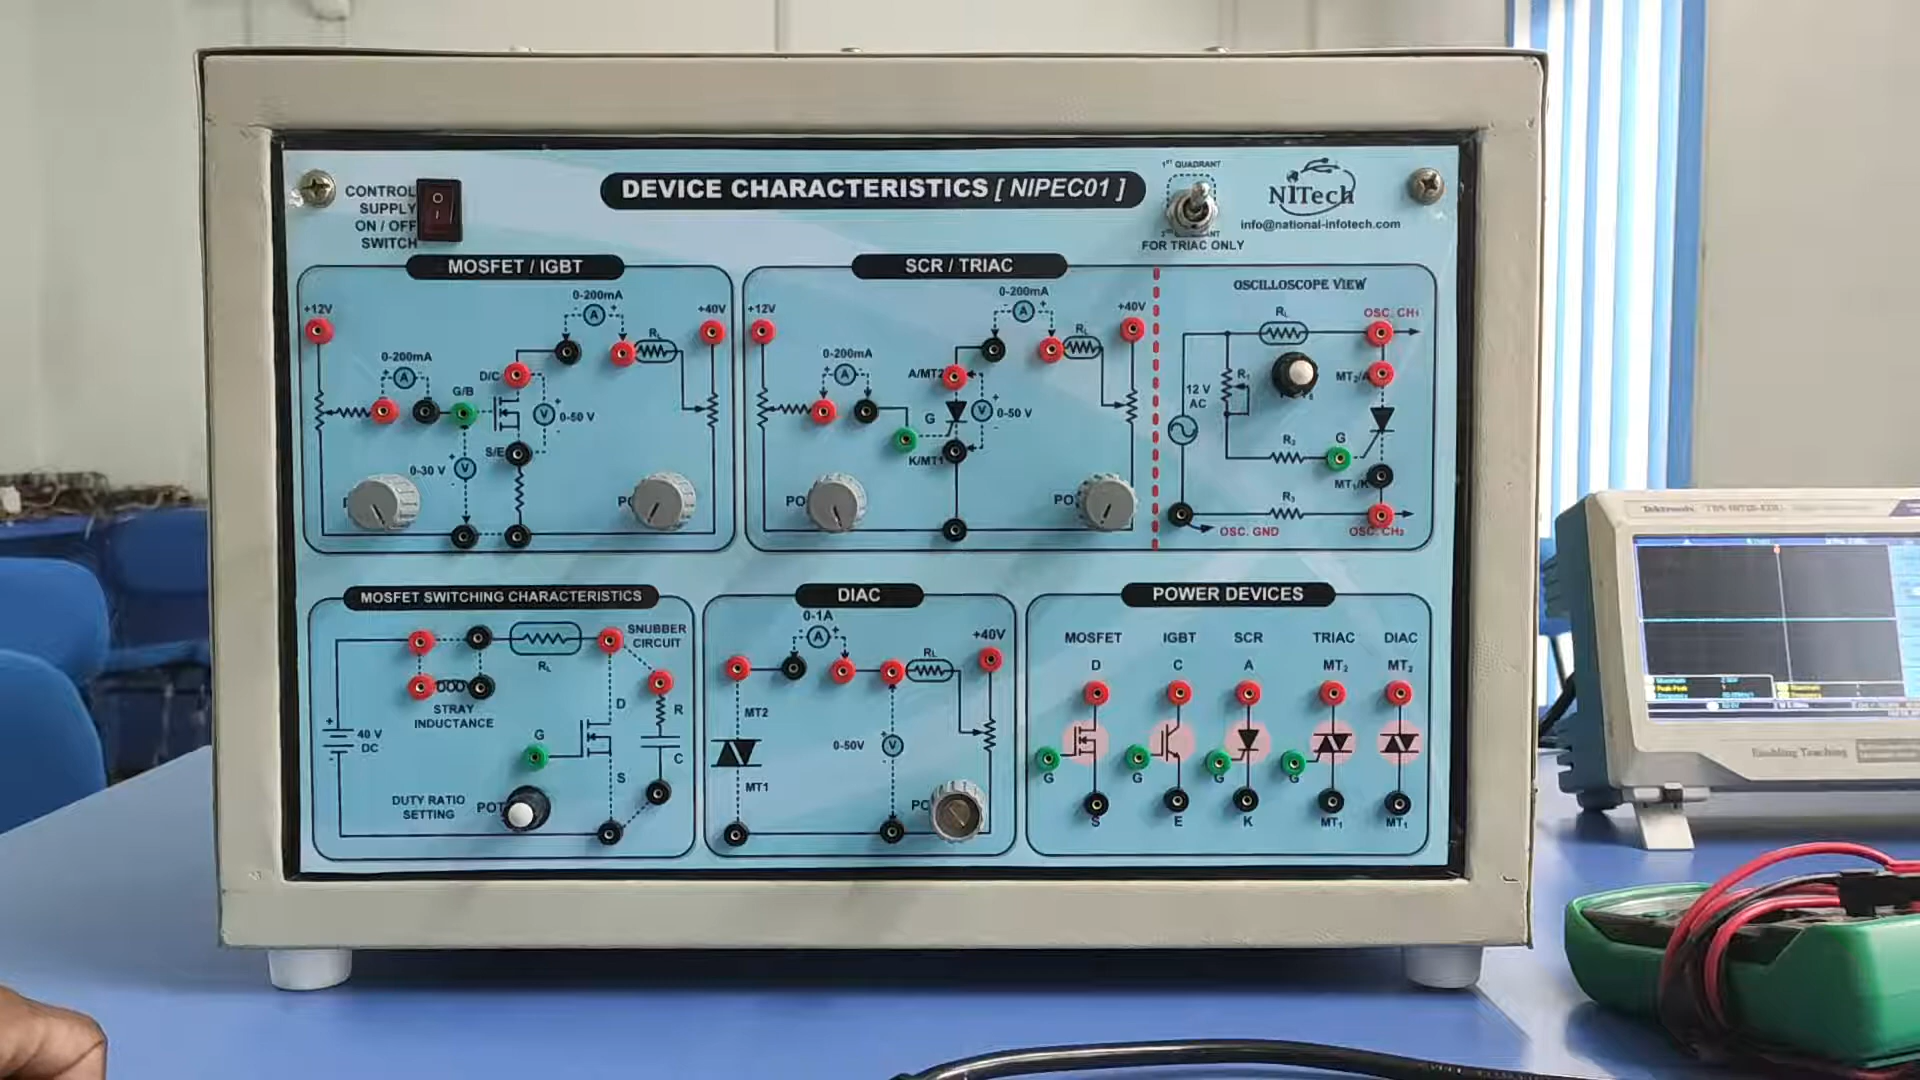 CONTROL
SUPPLY
ON / OFF
SWITCH
DEVICE CHARACTERISTICS [ NIPEC01 ]
1ST QUADRANT
FOR TRIAC ONLY
NITech
info@national-infotech.com
MOSFET / IGBT
+12V
0-200mA
+40V
A
RL
0-200mA
A
D/C
G/B
V
0-50 V
S/E
0-30 V
V
SCR / TRIAC
+12V
0-200mA
+40V
A
RL
0-200mA
A
A/MT2
G
V
0-50 V
K/MT1
OSCILLOSCOPE VIEW
RL
OSC. CH1
R1
MT2/A
12 V
AC
R2
G
MT1/K
R3
OSC. GND
OSC. CH2
MOSFET SWITCHING CHARACTERISTICS
SNUBBER
CIRCUIT
RL
STRAY
INDUCTANCE
D
R
40 V
DC
G
C
S
DUTY RATIO
SETTING
POT
DIAC
0-1A
A
+40V
RL
MT2
0-50V
V
MT1
POWER DEVICES
MOSFET IGBT SCR TRIAC DIAC
D C A MT2 MT2
G G G G
S E K MT1 MT1
Tektronix
Enabling Teaching